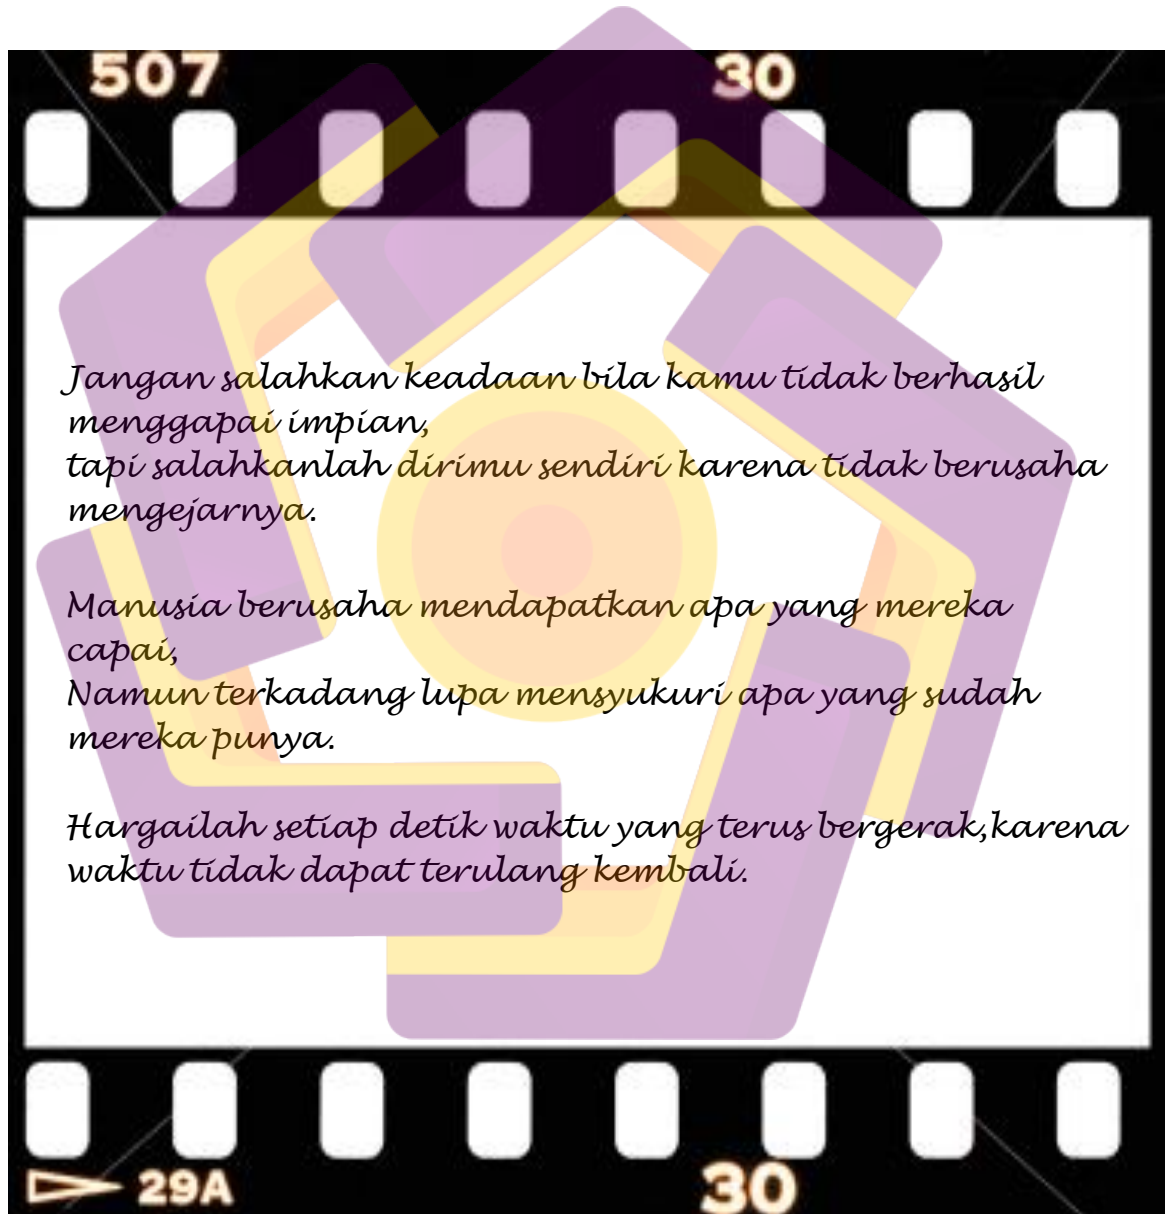 507 30
Jangan salahkan keadaan bila kamu tidak berhasil
menggapai impian,
tapi salahkanlah dirimu sendiri karena tidak berusaha
mengejarnya.
Manusia berusaha mendapatkan apa yang mereka
capai,
Namun terkadang lupa mensyukuri apa yang sudah
mereka punya.
Hargailah setiap detik waktu yang terus bergerak,karena
waktu tidak dapat terulang kembali.
29A 30